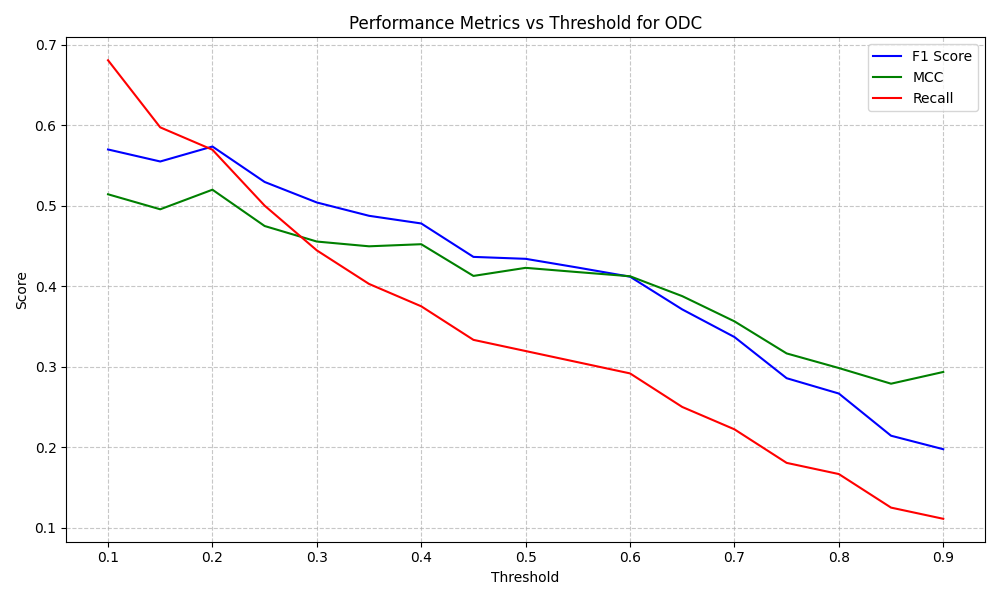 Performance Metrics vs Threshold for ODC
F1 Score
MCC
Recall
Score
0.7
0.6
0.5
0.4
0.3
0.2
0.1
0.1 0.2 0.3 0.4 0.5 0.6 0.7 0.8 0.9
Threshold